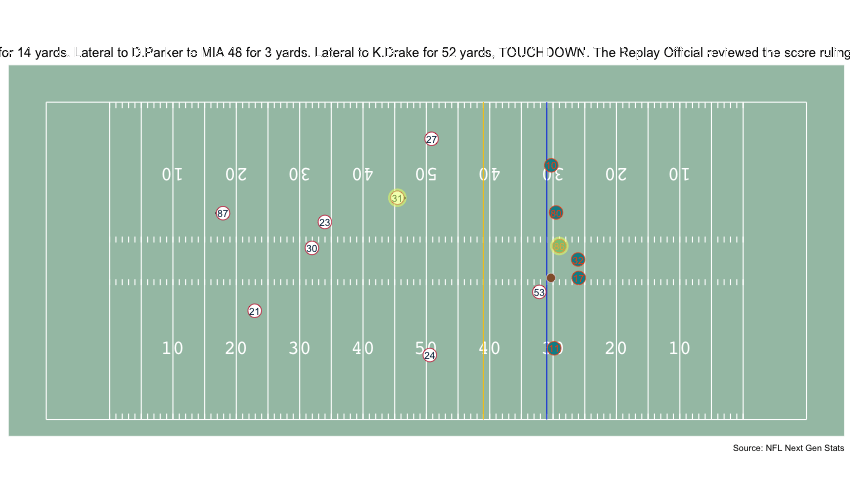 for 14 yards. Lateral to D.Parker to MIA 48 for 3 yards. Lateral to K.Drake for 52 yards, TOUCHDOWN. The Replay Official reviewed the score ruling
27
10 20 30 40 50 40 30 20 10
31
87
23
30
53
21
10 20 30 40 50 40 30 20 10
24
Source: NFL Next Gen Stats